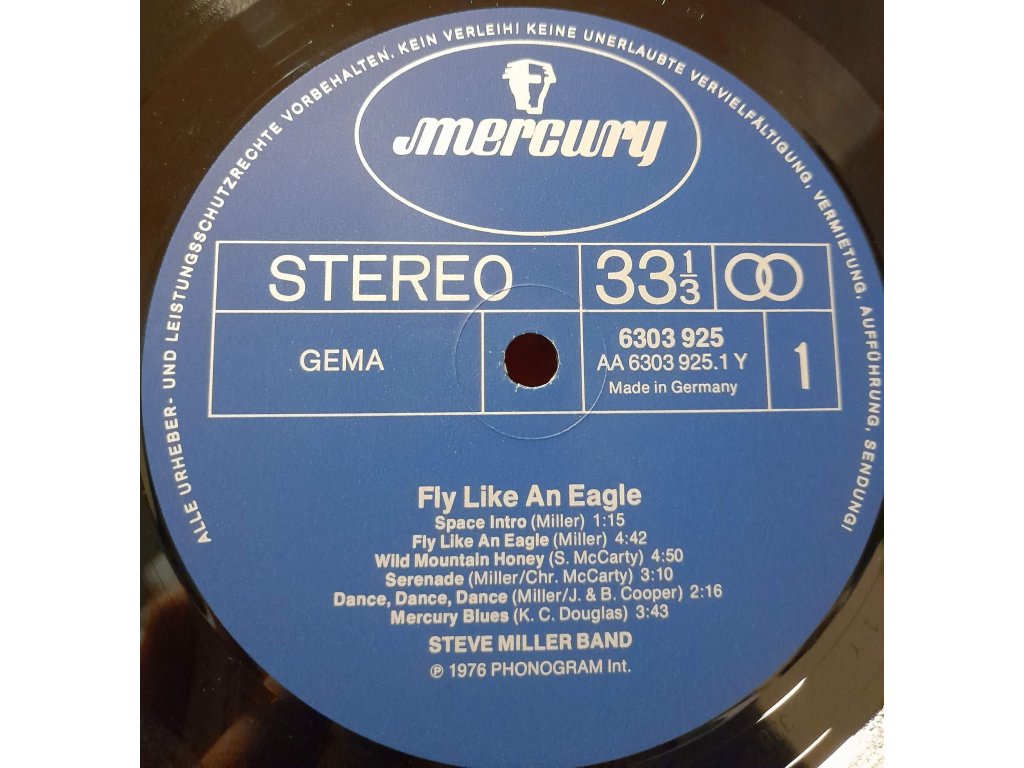 ALLE URHEBER- UND LEISTUNGSSCHUTZRECHTE VORBEHALTEN. KEIN VERLEIH! KEINE UNERLAUBTE VERVIELFÄLTIGUNG, VERMIETUNG, AUFFÜHRUNG, SENDUNG!
mercury
STEREO 33 1/3
GEMA
6303 925
AA 6303 925.1 Y
Made in Germany
1
Fly Like An Eagle
Space Intro (Miller) 1:15
Fly Like An Eagle (Miller) 4:42
Wild Mountain Honey (S. McCarty) 4:50
Serenade (Miller/Chr. McCarty) 3:10
Dance, Dance, Dance (Miller/J. & B. Cooper) 2:16
Mercury Blues (K. C. Douglas) 3:43
STEVE MILLER BAND
℗ 1976 PHONOGRAM Int.